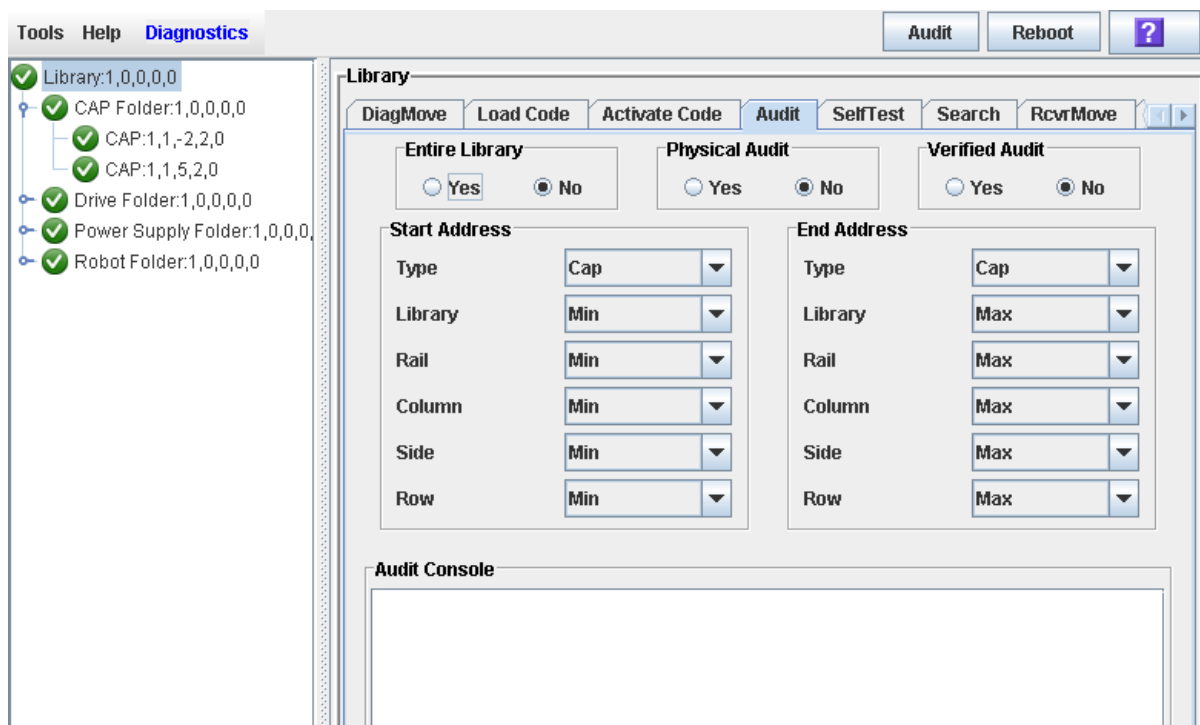 Tools Help Diagnostics Audit Reboot ?
Library:1,0,0,0,0
CAP Folder:1,0,0,0,0
CAP:1,1,-2,2,0
CAP:1,1,5,2,0
Drive Folder:1,0,0,0,0
Power Supply Folder:1,0,0,0,
Robot Folder:1,0,0,0,0
Library
DiagMove Load Code Activate Code Audit SelfTest Search RcvrMove
Entire Library Physical Audit Verified Audit
Yes No Yes No Yes No
Start Address End Address
Type Cap Type Cap
Library Min Library Max
Rail Min Rail Max
Column Min Column Max
Side Min Side Max
Row Min Row Max
Audit Console